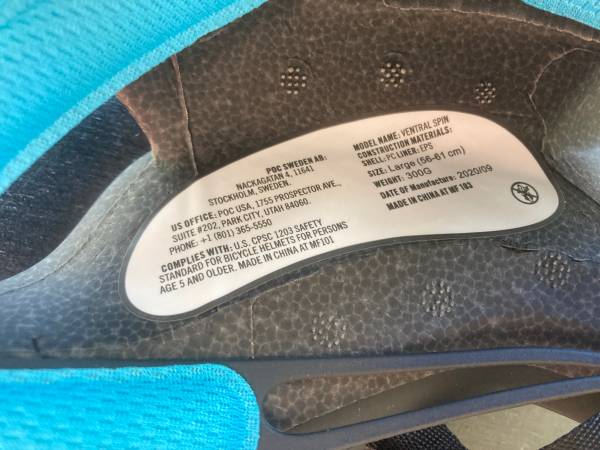 POC SWEDEN AB:
NACKAGATAN 4, 11641
STOCKHOLM, SWEDEN.
US OFFICE: POC USA, 1755 PROSPECTOR AVE.,
SUITE #202, PARK CITY, UTAH 84060.
PHONE: +1 (801) 365-5550
COMPLIES WITH: U.S. CPSC 1203 SAFETY
STANDARD FOR BICYCLE HELMETS FOR PERSONS
AGE 5 AND OLDER. MADE IN CHINA AT MF101
MODEL NAME: VENTRAL SPIN
CONSTRUCTION MATERIALS:
SHELL: PC LINER: EPS
SIZE: Large (56-61 cm)
WEIGHT: 300G
DATE OF Manufacture: 2020/09
MADE IN CHINA AT MF 103